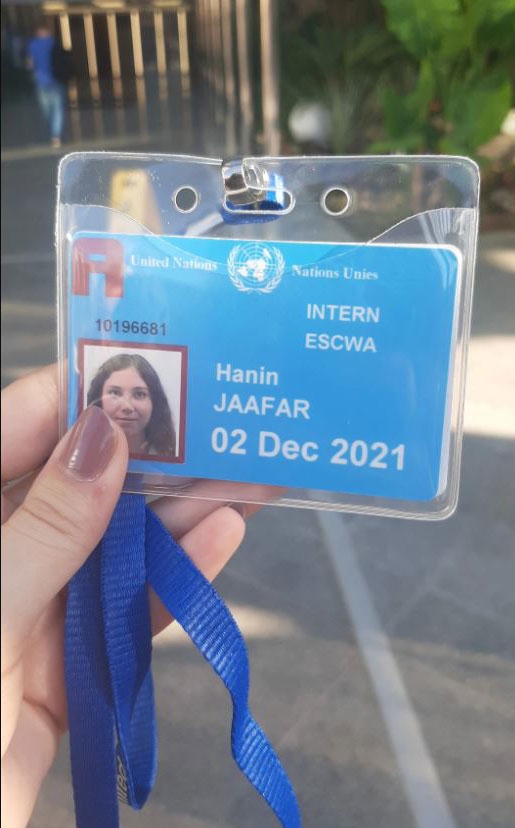 A
United Nations Nations Unies
INTERN
ESCWA
10196681
Hanin
JAAFAR
02 Dec 2021